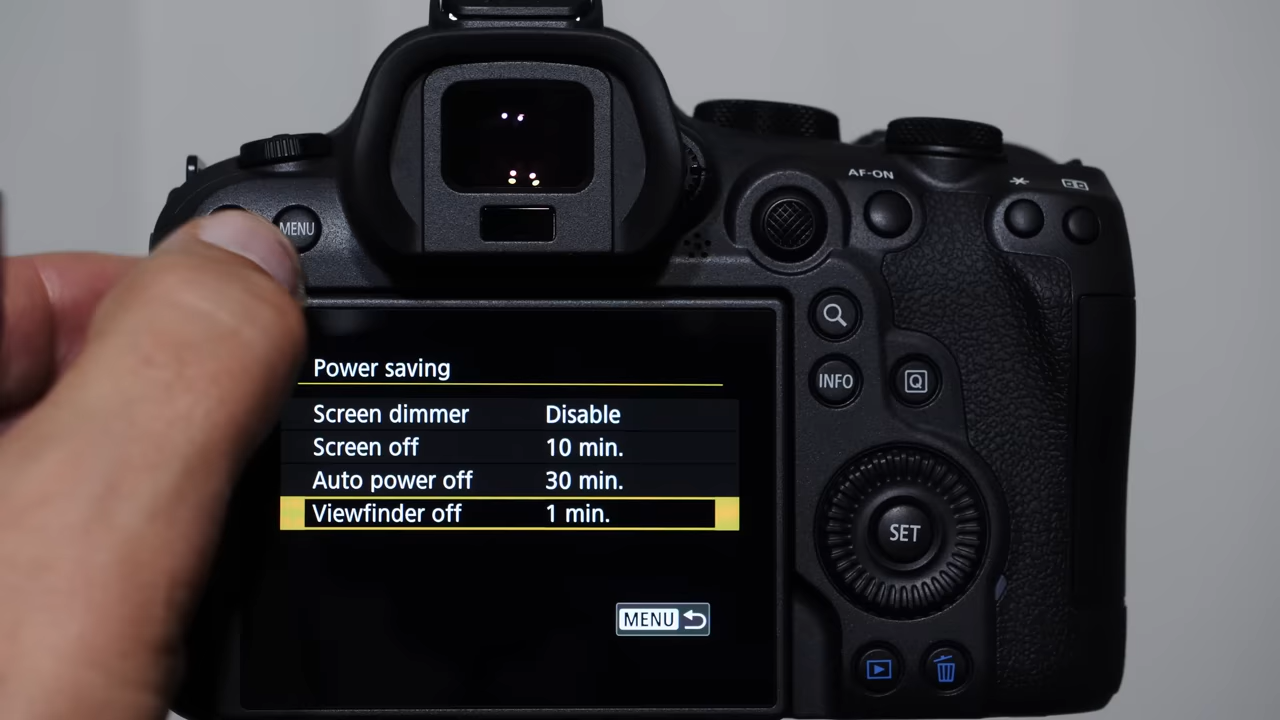 AF-ON
MENU
INFO
Q
SET
Power saving
Screen dimmer Disable
Screen off 10 min.
Auto power off 30 min.
Viewfinder off 1 min.
MENU